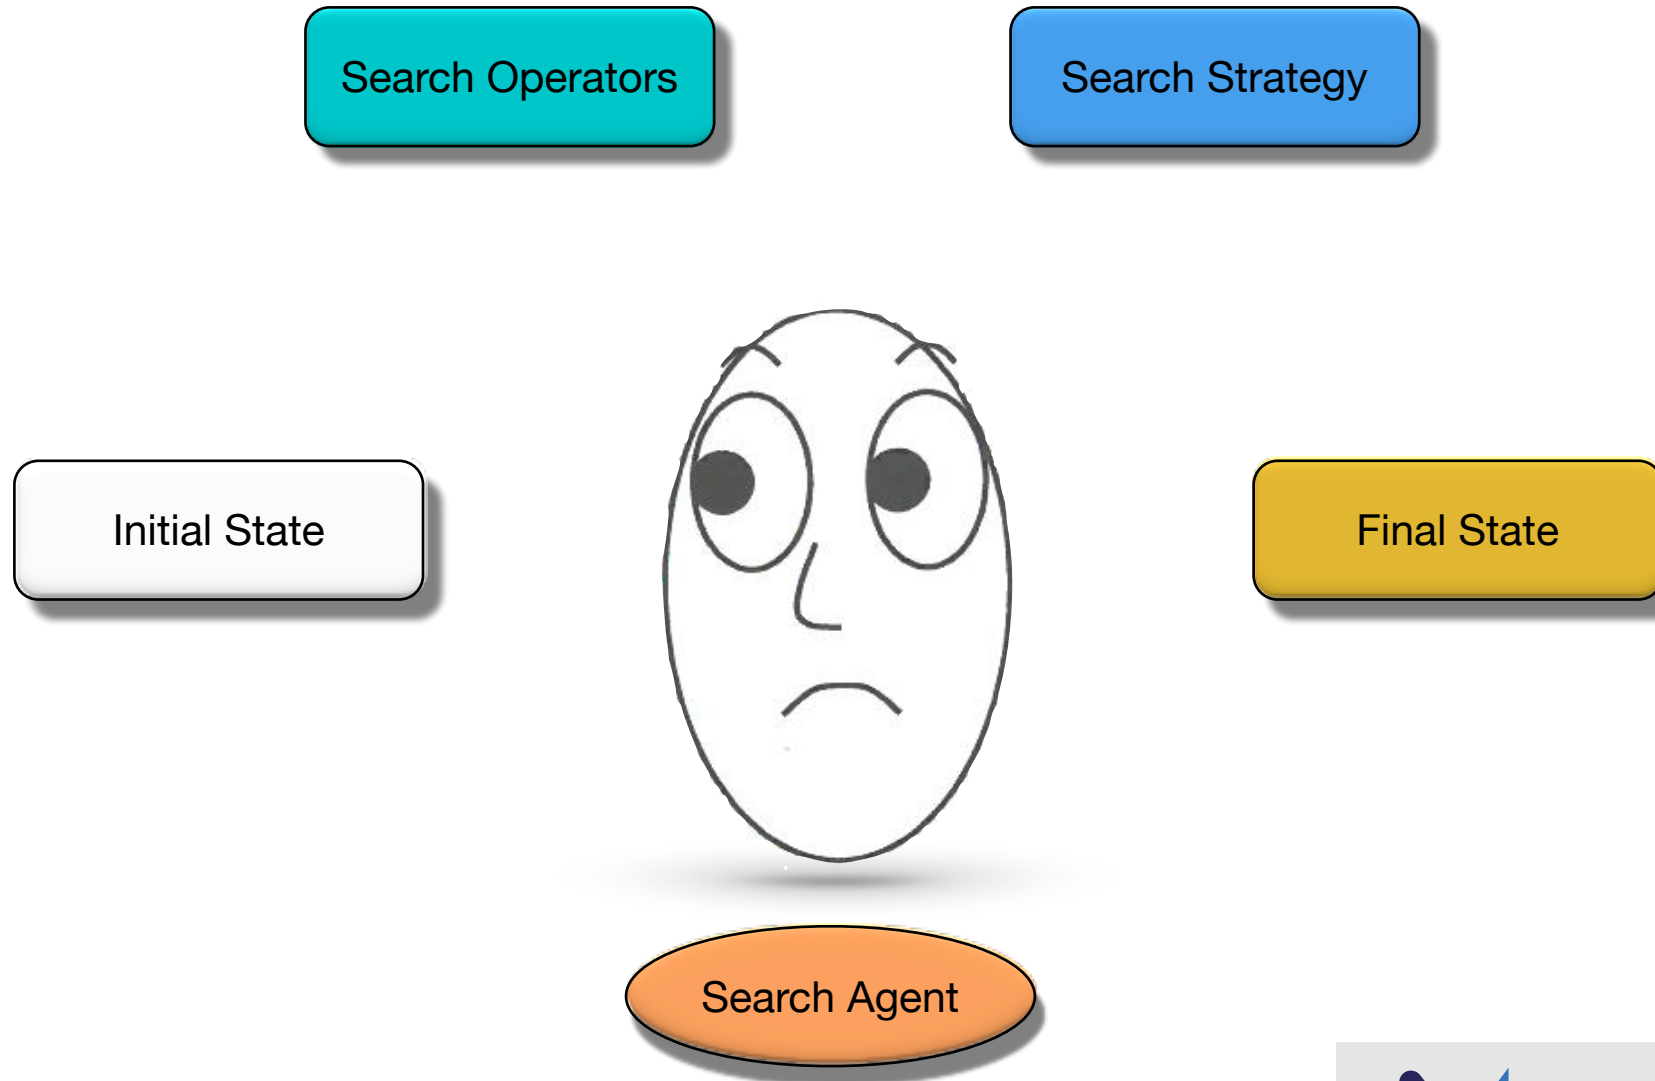 Search Operators
Search Strategy
Initial State
Final State
Search Agent